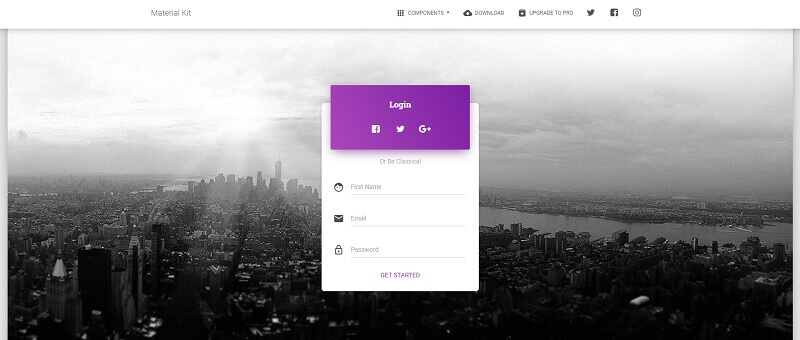 Material Kit
COMPONENTS
DOWNLOAD
UPGRADE TO PRO
Login
G+
Or Be Classical
First Name
Email
Password
GET STARTED